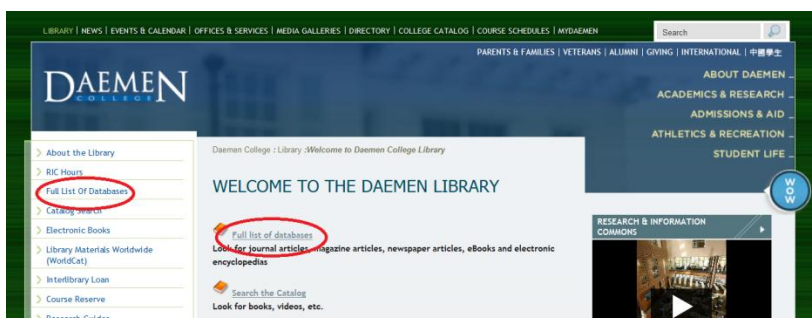 LIBRARY | NEWS | EVENTS & CALENDAR | OFFICES & SERVICES | MEDIA GALLERIES | DIRECTORY | COLLEGE CATALOG | COURSE SCHEDULES | MYDAEMEN
Search
PARENTS & FAMILIES | VETERANS | ALUMNI | GIVING | INTERNATIONAL | 中國學生
DAEMEN
COLLEGE
ABOUT DAEMEN
ACADEMICS & RESEARCH
ADMISSIONS & AID
ATHLETICS & RECREATION
STUDENT LIFE
WOW
About the Library
RIC Hours
Full List Of Databases
Catalog Search
Electronic Books
Library Materials Worldwide
(WorldCat)
Interlibrary Loan
Course Reserve
Research Guides
Daemen College : Library :Welcome to Daemen College Library
WELCOME TO THE DAEMEN LIBRARY
Full list of databases
Look for journal articles, magazine articles, newspaper articles, eBooks and electronic
encyclopedias
Search the Catalog
Look for books, videos, etc.
RESEARCH & INFORMATION
COMMONS